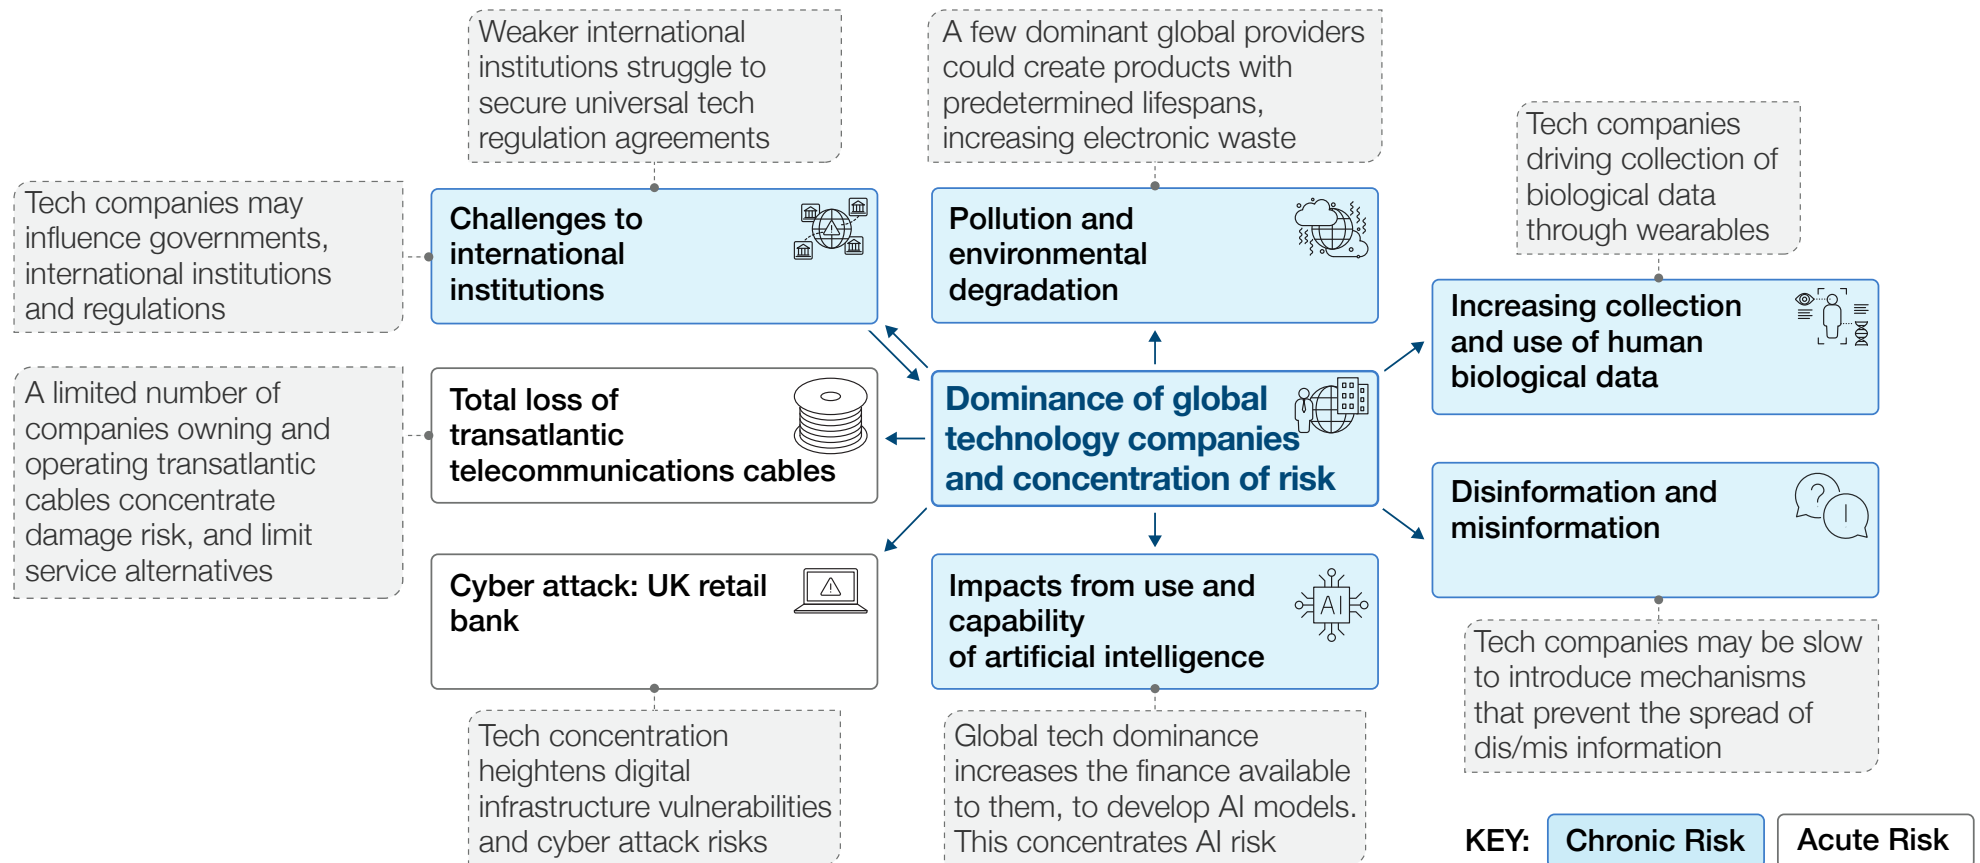 Weaker international
institutions struggle to
secure universal tech
regulation agreements
A few dominant global providers
could create products with
predetermined lifespans,
increasing electronic waste
Tech companies
driving collection of
biological data
through wearables
Tech companies may
influence governments,
international institutions
and regulations
Challenges to
international
institutions
Pollution and
environmental
degradation
Increasing collection
and use of human
biological data
A limited number of
companies owning and
operating transatlantic
cables concentrate
damage risk, and limit
service alternatives
Total loss of
transatlantic
telecommunications cables
Dominance of global
technology companies
and concentration of risk
Disinformation and
misinformation
?
!
Cyber attack: UK retail
bank
Impacts from use and
capability
of artificial intelligence
AI
Tech companies may be slow
to introduce mechanisms
that prevent the spread of
dis/mis information
Tech concentration
heightens digital
infrastructure vulnerabilities
and cyber attack risks
Global tech dominance
increases the finance available
to them, to develop AI models.
This concentrates AI risk
KEY: Chronic Risk Acute Risk